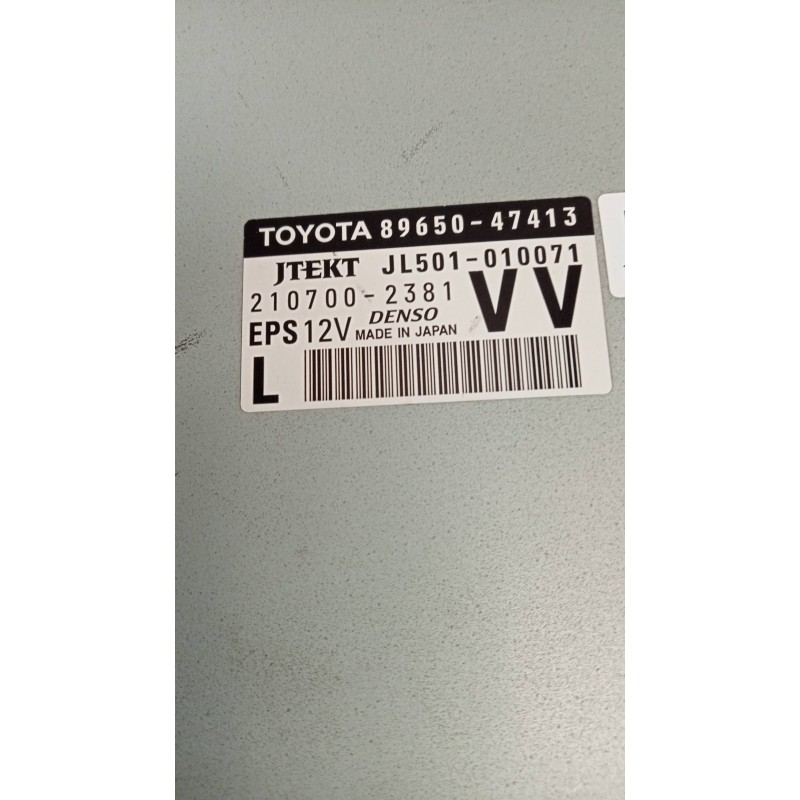 TOYOTA 89650-47413
JTEKT JL501-010071
210700-2381 VV
DENSO
EPS 12V MADE IN JAPAN
L